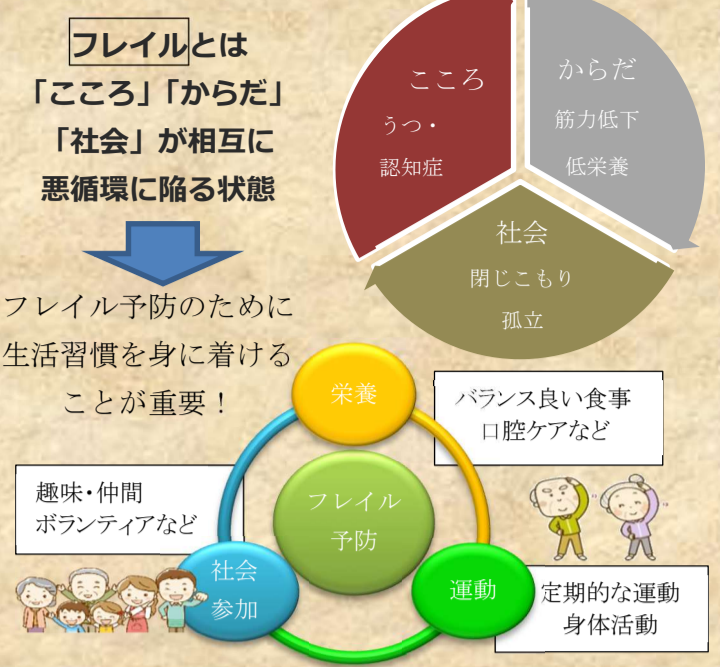 フレイルとは
「こころ」「からだ」
「社会」が相互に
悪循環に陥る状態
フレイル予防のために
生活習慣を身に着ける
ことが重要！
こころ
うつ・
認知症
からだ
筋力低下
低栄養
社会
閉じこもり
孤立
栄養
バランス良い食事
口腔ケアなど
フレイル
予防
趣味・仲間
ボランティアなど
社会
参加
運動
定期的な運動
身体活動